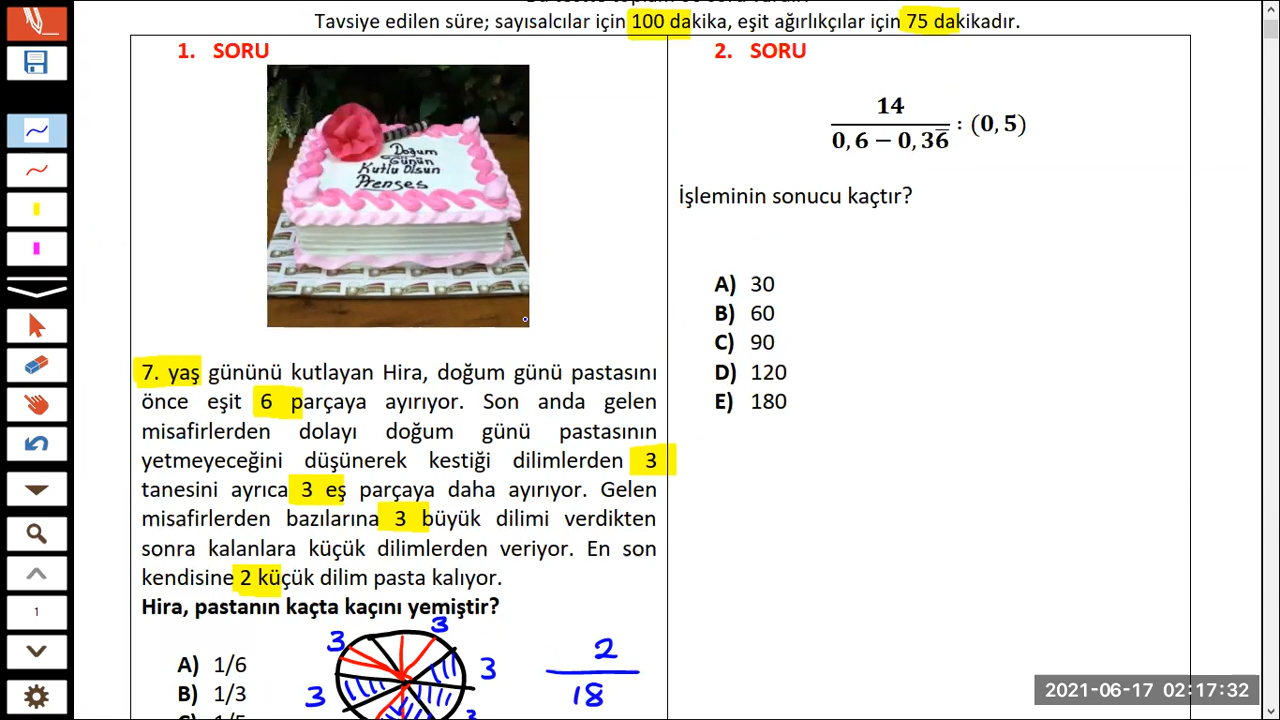 Tavsiye edilen süre; sayısalcılar için 100 dakika, eşit ağırlıkçılar için 75 dakikadır.
1. SORU
Doğum
Günün
Kutlu Olsun
Prenses
7. yaş gününü kutlayan Hira, doğum günü pastasını
önce eşit 6 parçaya ayırıyor. Son anda gelen
misafirlerden dolayı doğum günü pastasının
yetmeyeceğini düşünerek kestiği dilimlerden 3
tanesini ayrıca 3 eş parçaya daha ayırıyor. Gelen
misafirlerden bazılarına 3 büyük dilimi verdikten
sonra kalanlara küçük dilimlerden veriyor. En son
kendisine 2 küçük dilim pasta kalıyor.
Hira, pastanın kaçta kaçını yemiştir?
A) 1/6
B) 1/3
3
3
3
3
2
18
2. SORU
14
0,6 − 0,36̅ : (0,5)
İşleminin sonucu kaçtır?
A) 30
B) 60
C) 90
D) 120
E) 180
1
2021-06-17 02:17:32